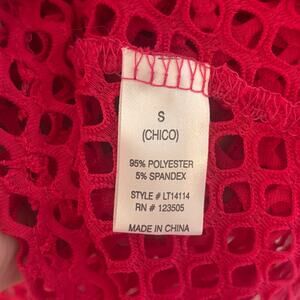 S
(CHICO)
95% POLYESTER
5% SPANDEX
STYLE # LT14114
RN # 123505
MADE IN CHINA